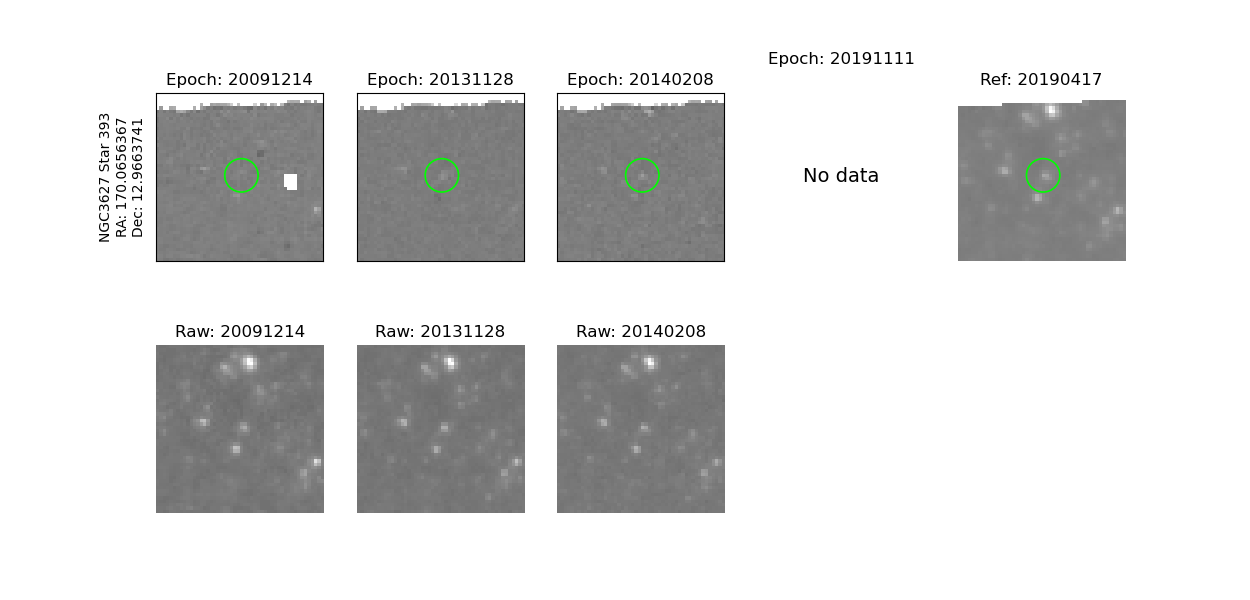 Epoch: 20191111
Epoch: 20091214
Epoch: 20131128
Epoch: 20140208
Ref: 20190417
NGC3627 Star 393
RA: 170.0656367
Dec: 12.9663741
No data
Raw: 20091214
Raw: 20131128
Raw: 20140208